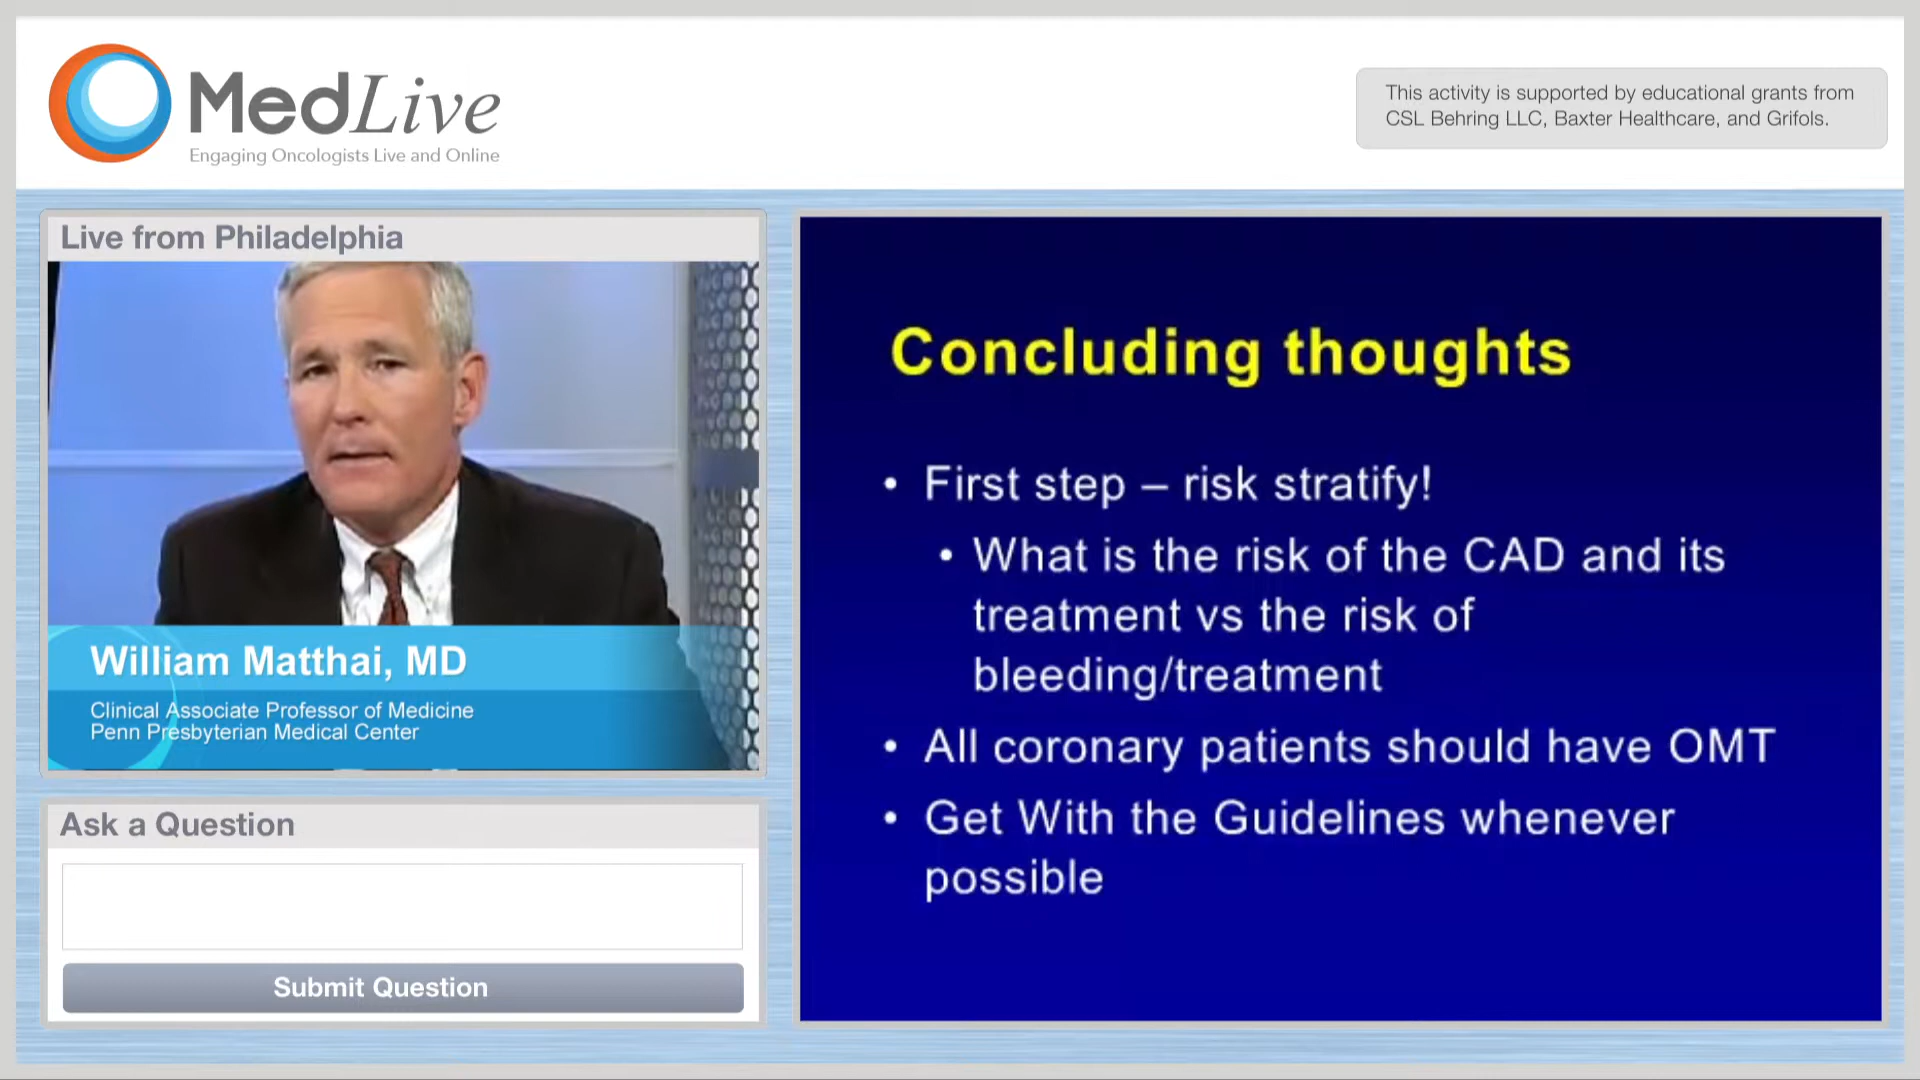 MedLive
Engaging Oncologists Live and Online
This activity is supported by educational grants from
CSL Behring LLC, Baxter Healthcare, and Grifols.
Live from Philadelphia
William Matthai, MD
Clinical Associate Professor of Medicine
Penn Presbyterian Medical Center
Ask a Question
Submit Question
Concluding thoughts
• First step – risk stratify!
• What is the risk of the CAD and its
treatment vs the risk of
bleeding/treatment
• All coronary patients should have OMT
• Get With the Guidelines whenever
possible